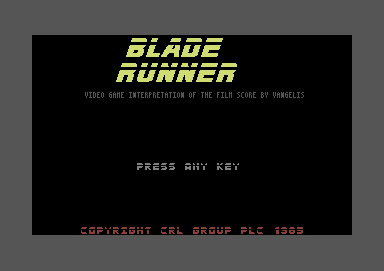 BLADE
RUNNER
VIDEO GAME INTERPRETATION OF THE FILM SCORE BY VANGELIS
PRESS ANY KEY
COPYRIGHT CRL GROUP PLC 1985